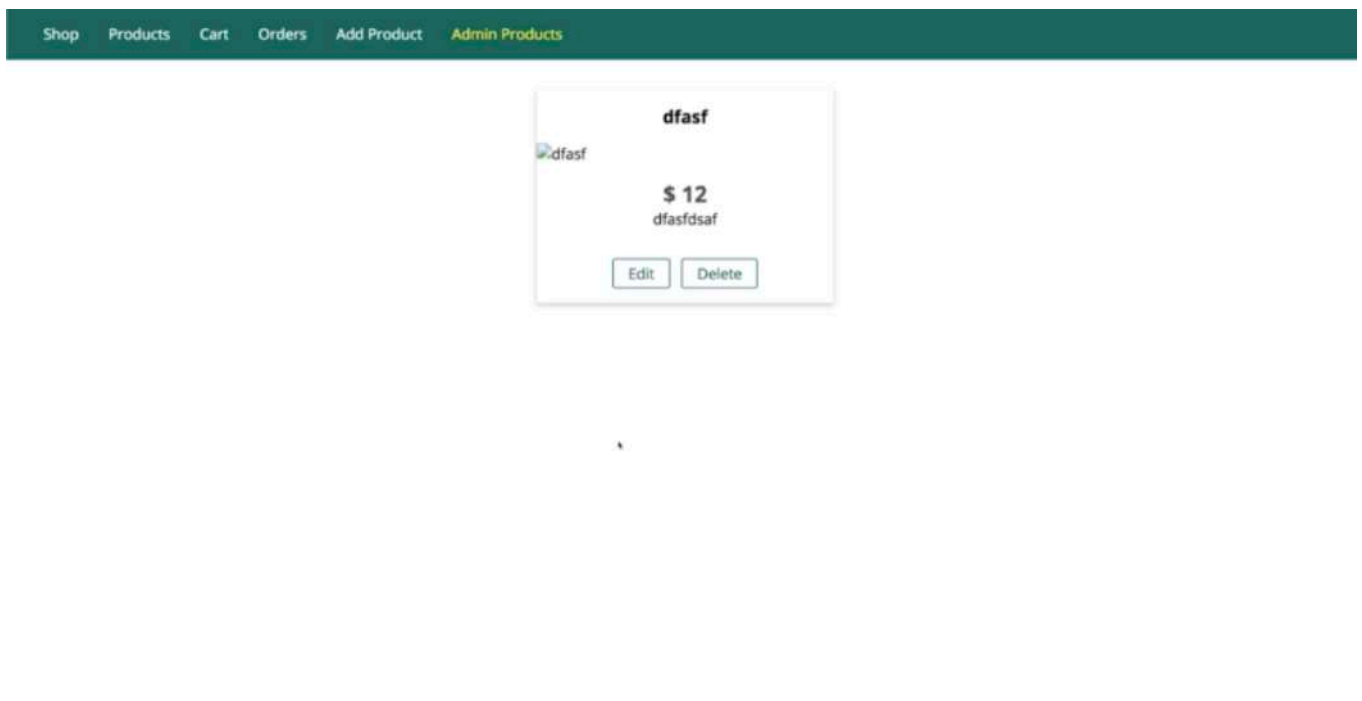 Shop Products Cart Orders Add Product Admin Products
dfasf
dfasf
$ 12
dfasfdsaf
Edit Delete